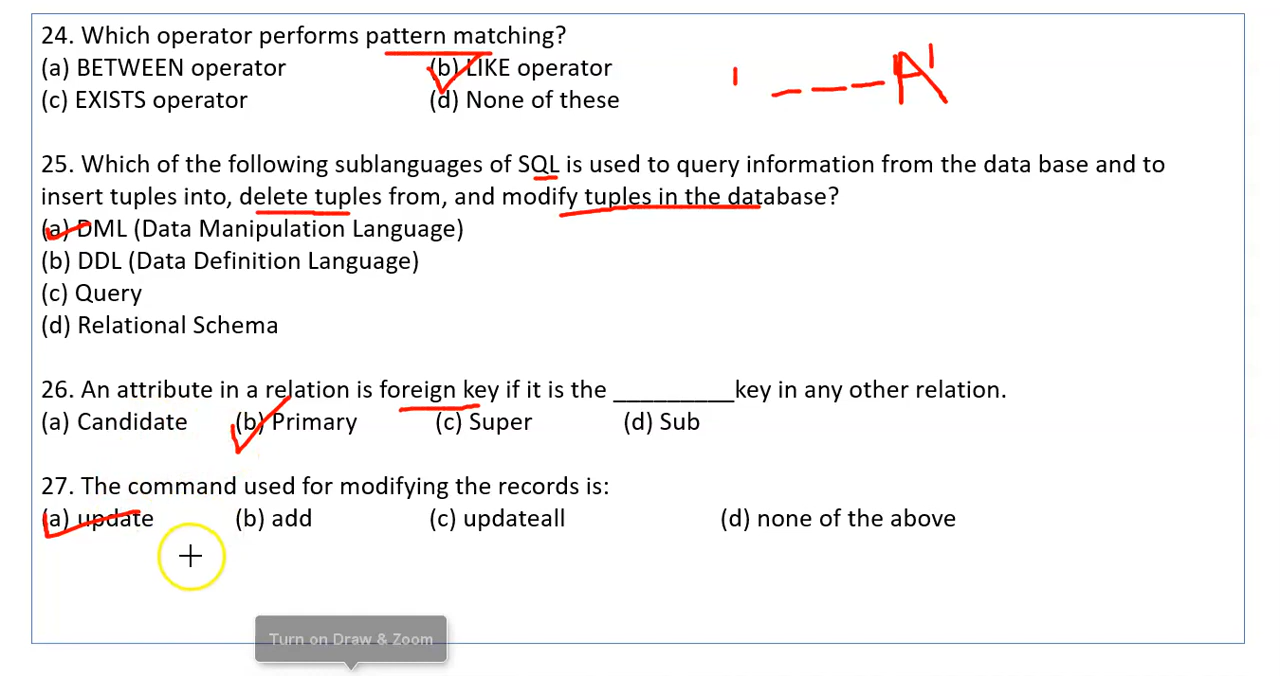 24. Which operator performs pattern matching?
(a) BETWEEN operator (b) LIKE operator
(c) EXISTS operator (d) None of these
' _ _ _ A'
25. Which of the following sublanguages of SQL is used to query information from the data base and to
insert tuples into, delete tuples from, and modify tuples in the database?
(a) DML (Data Manipulation Language)
(b) DDL (Data Definition Language)
(c) Query
(d) Relational Schema
26. An attribute in a relation is foreign key if it is the __________key in any other relation.
(a) Candidate (b) Primary (c) Super (d) Sub
27. The command used for modifying the records is:
(a) update (b) add (c) updateall (d) none of the above
Turn on Draw & Zoom